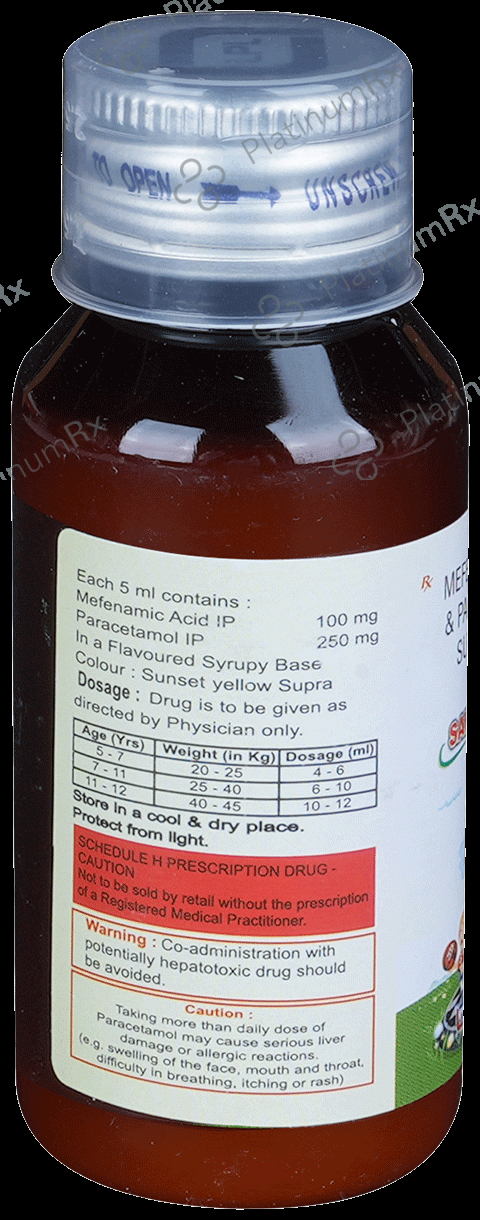 TO OPEN
UNSCREW
PlatinumRx
PlatinumRx
PlatinumRx
Each 5 ml contains :
Mefenamic Acid IP 100 mg
Paracetamol IP 250 mg
In a Flavoured Syrupy Base
Colour : Sunset yellow Supra
Dosage : Drug is to be given as
directed by Physician only.
Age (Yrs) Weight (in Kg) Dosage (ml)
5 - 7 20 - 25 4 - 6
7 - 11 25 - 40 6 - 10
11 - 12 40 - 45 10 - 12
Store in a cool & dry place.
Protect from light.
SCHEDULE H PRESCRIPTION DRUG -
CAUTION
Not to be sold by retail without the prescription
of a Registered Medical Practitioner.
Warning : Co-administration with
potentially hepatotoxic drug should
be avoided.
Caution :
Taking more than daily dose of
Paracetamol may cause serious liver
damage or allergic reactions.
(e.g. swelling of the face, mouth and throat,
difficulty in breathing, itching or rash)
Rx MEFE
& PA
SU